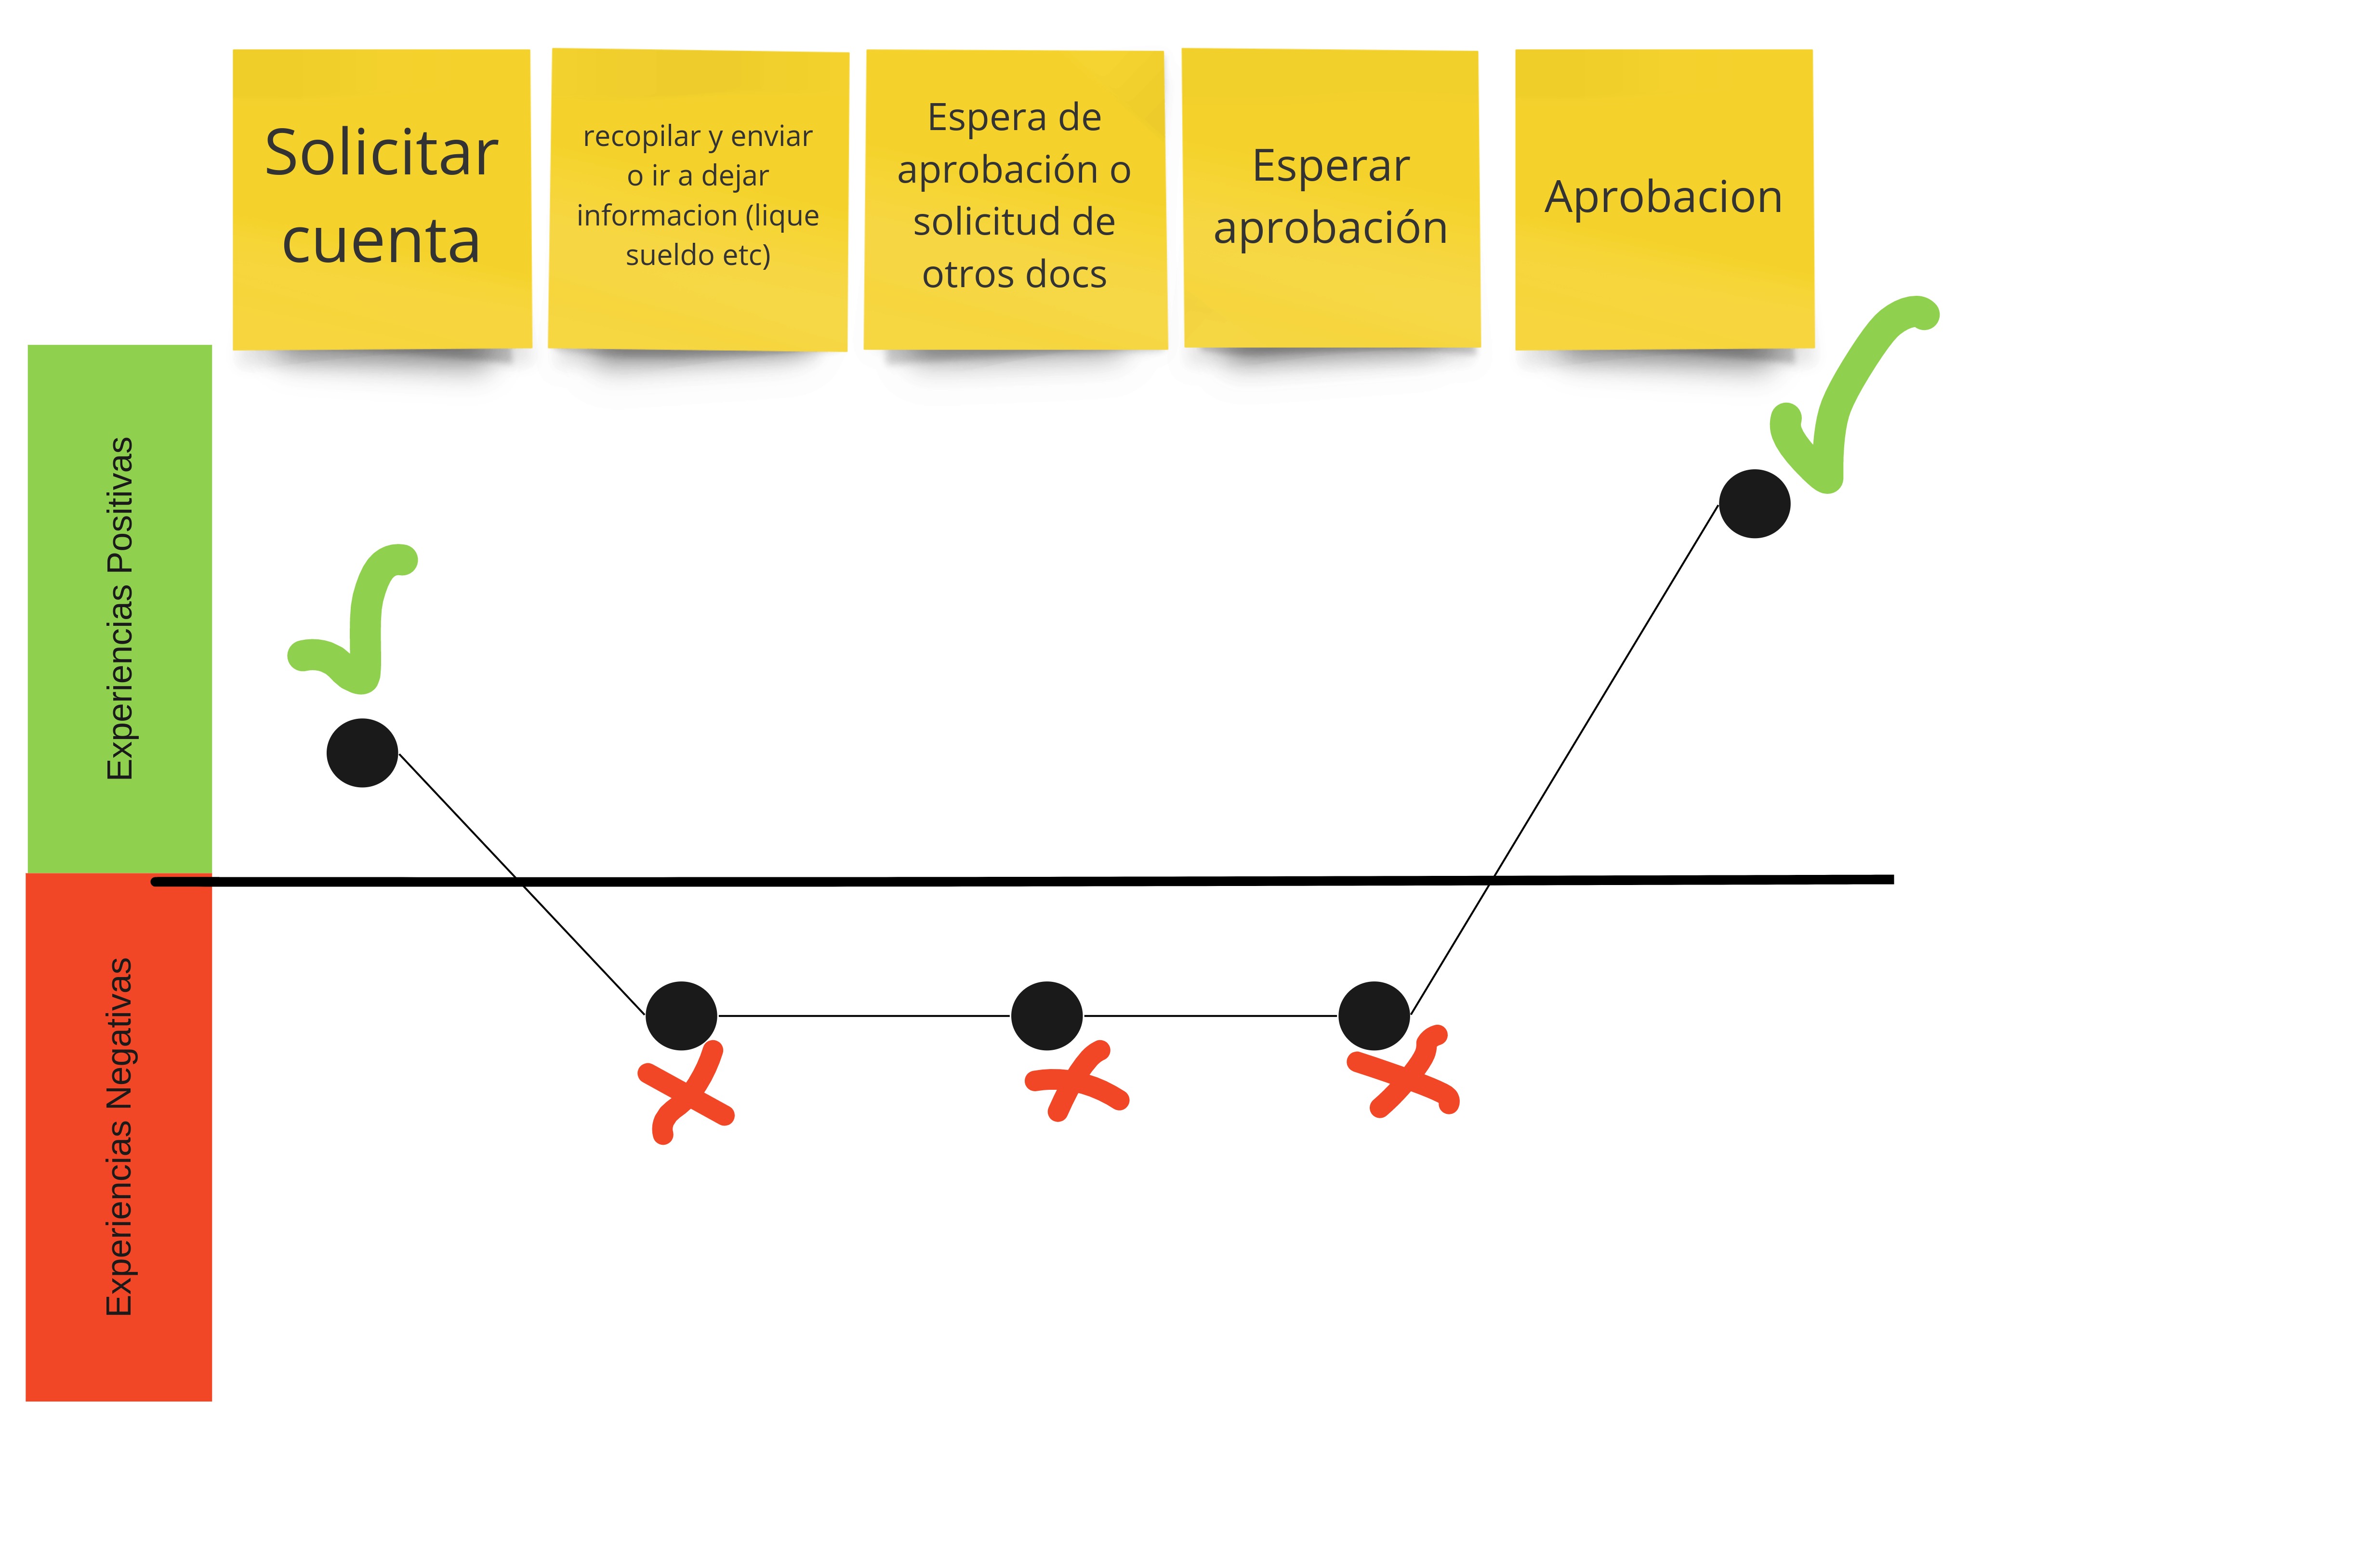 Solicitar
cuenta
recopilar y enviar
o ir a dejar
informacion (lique
sueldo etc)
Espera de
aprobación o
solicitud de
otros docs
Esperar
aprobación
Aprobacion
Experiencias Positivas
Experiencias Negativas